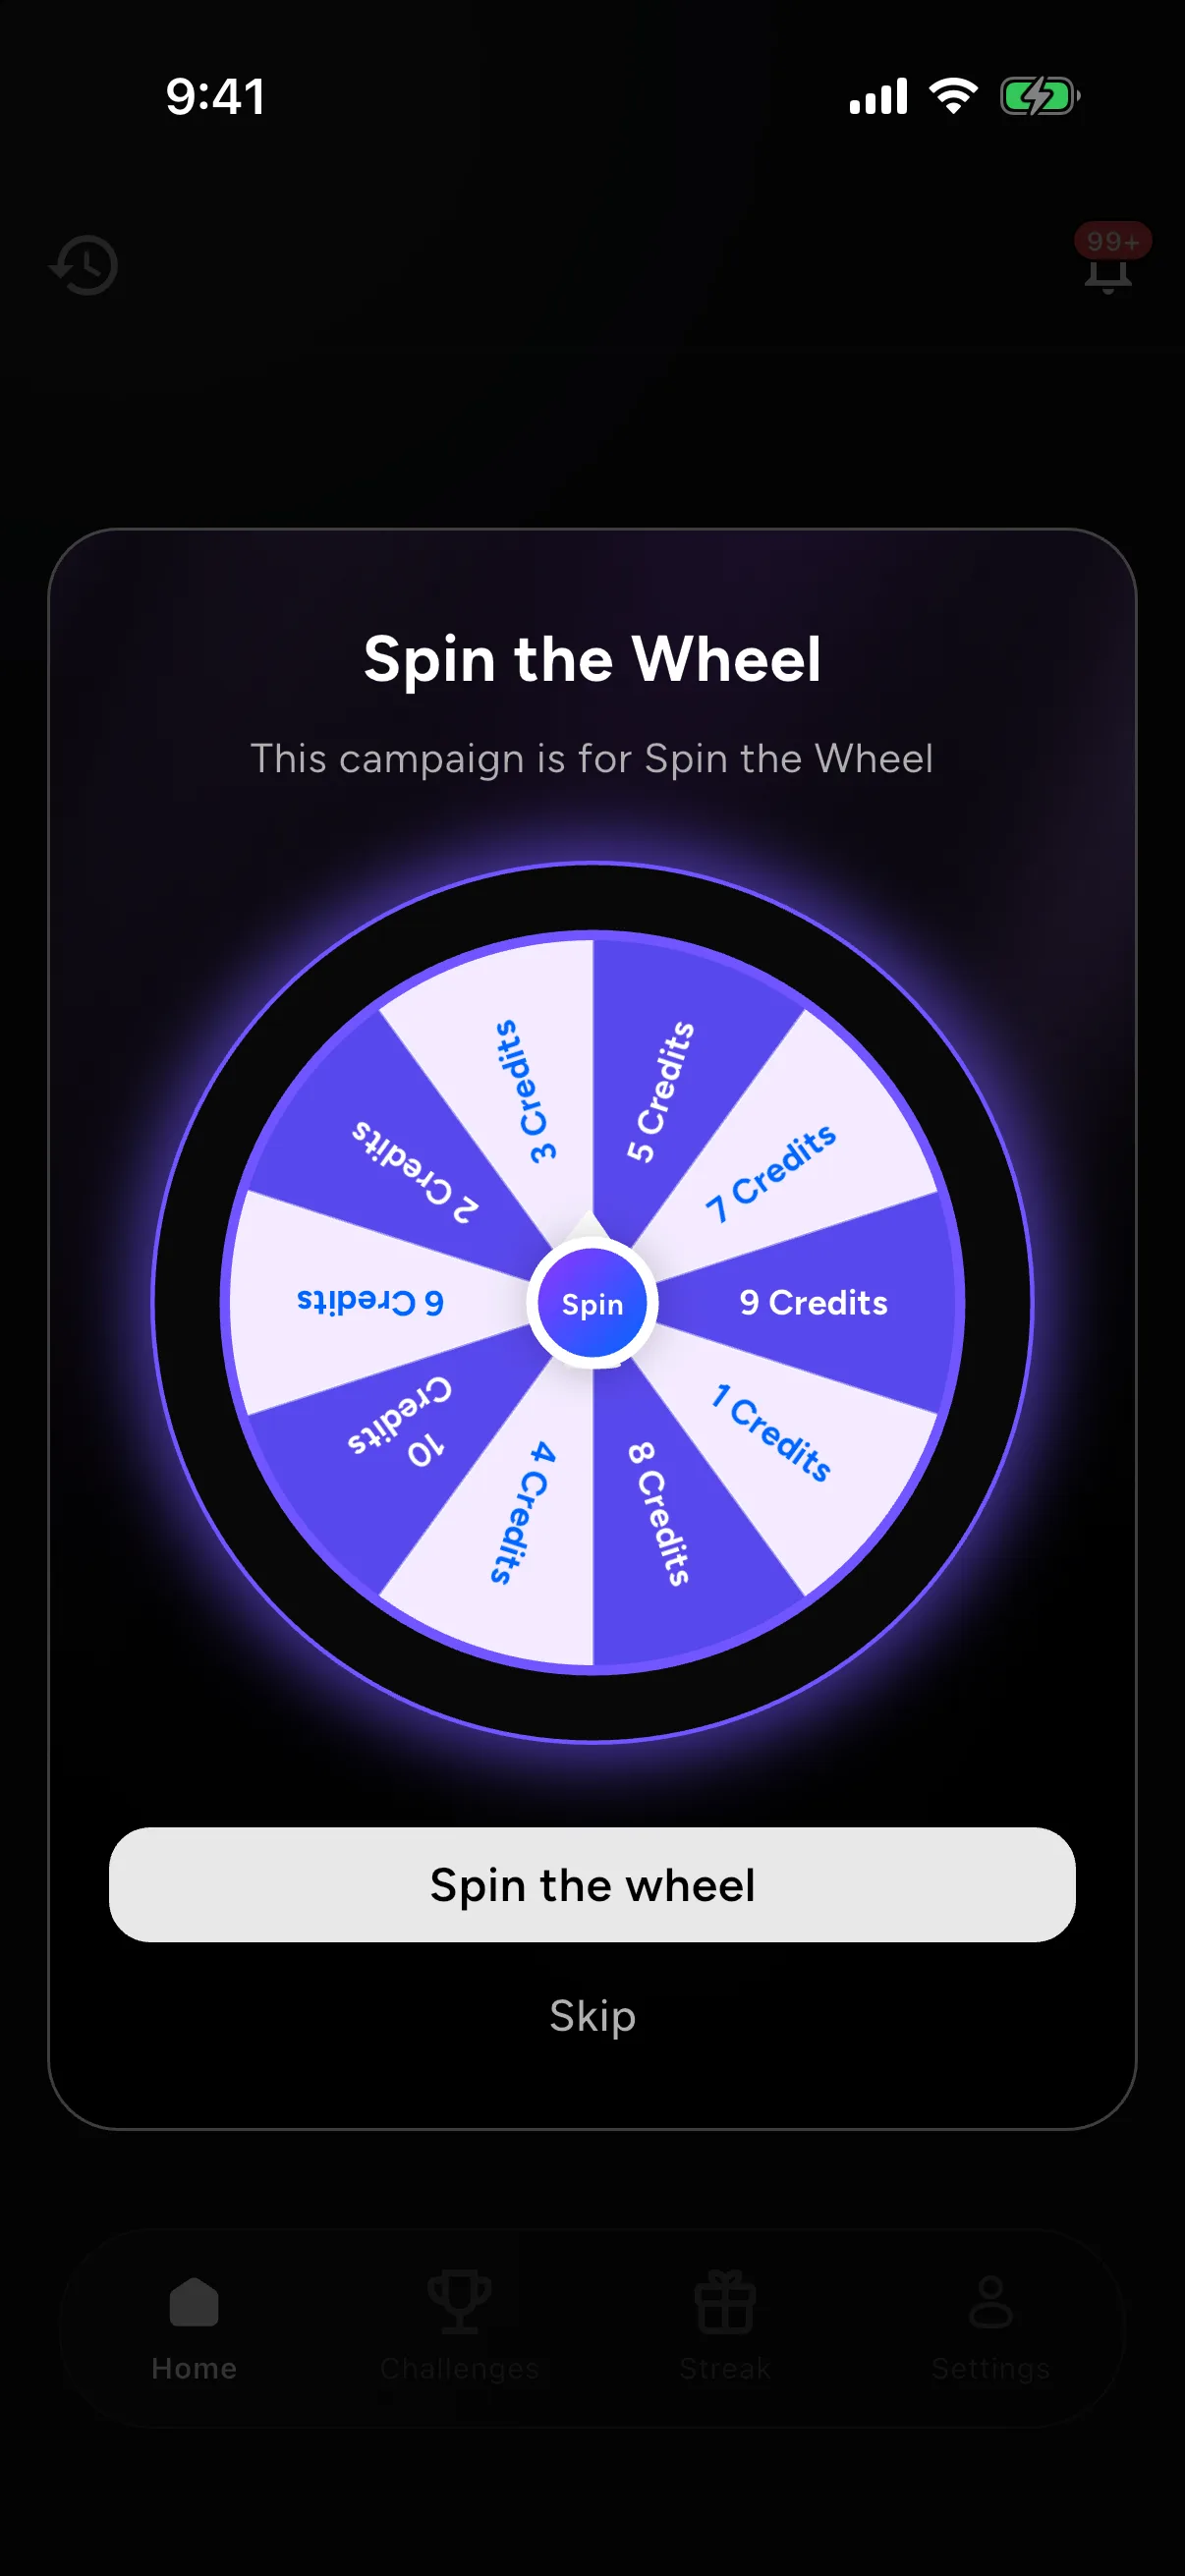 9:41
99+
Spin the Wheel
This campaign is for Spin the Wheel
5 Credits
7 Credits
9 Credits
1 Credits
8 Credits
4 Credits
10
Credits
6 Credits
2 Credits
3 Credits
Spin
Spin the wheel
Skip
Home
Challenges
Streak
Settings